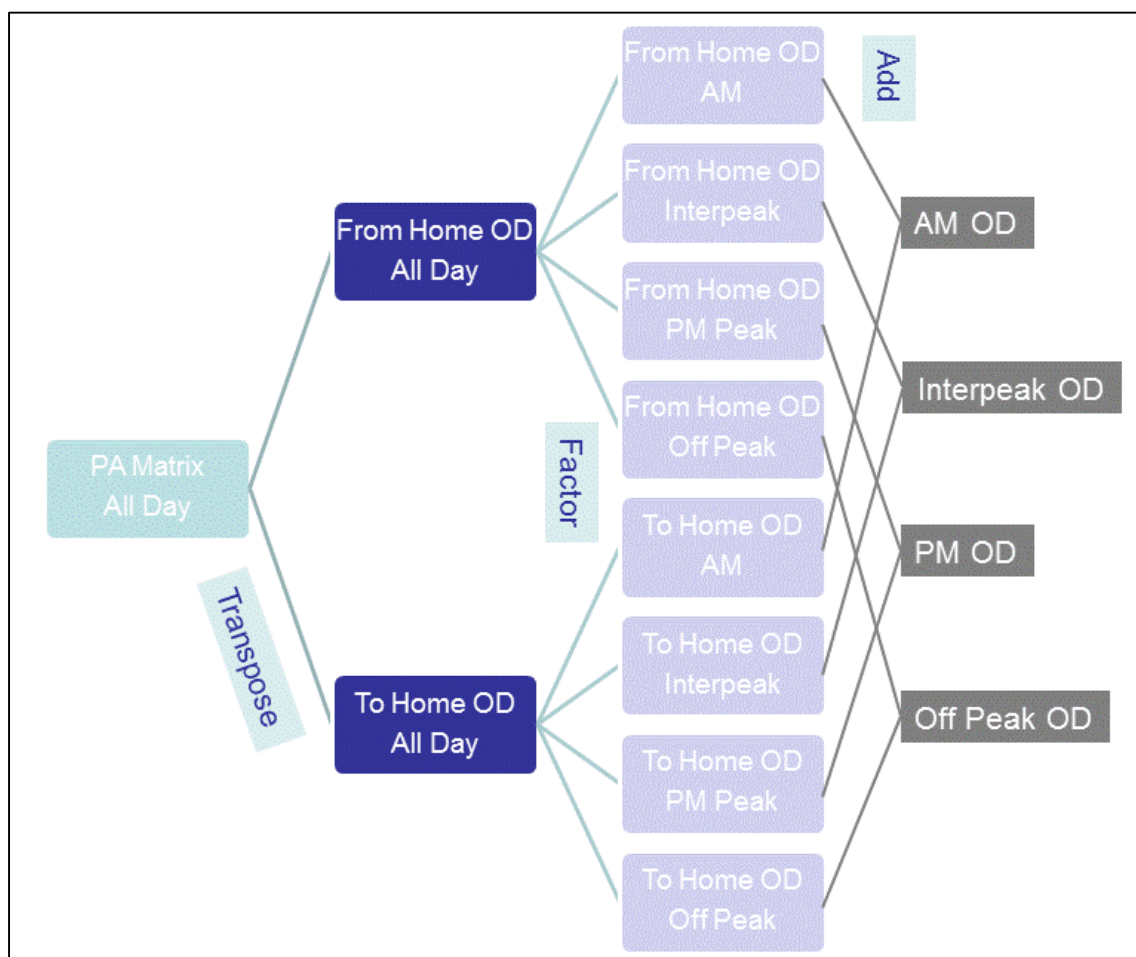 PA Matrix
All Day
Transpose
From Home OD
All Day
To Home OD
All Day
Factor
From Home OD
AM
From Home OD
Interpeak
From Home OD
PM Peak
From Home OD
Off Peak
To Home OD
AM
To Home OD
Interpeak
To Home OD
PM Peak
To Home OD
Off Peak
Add
AM OD
Interpeak OD
PM OD
Off Peak OD